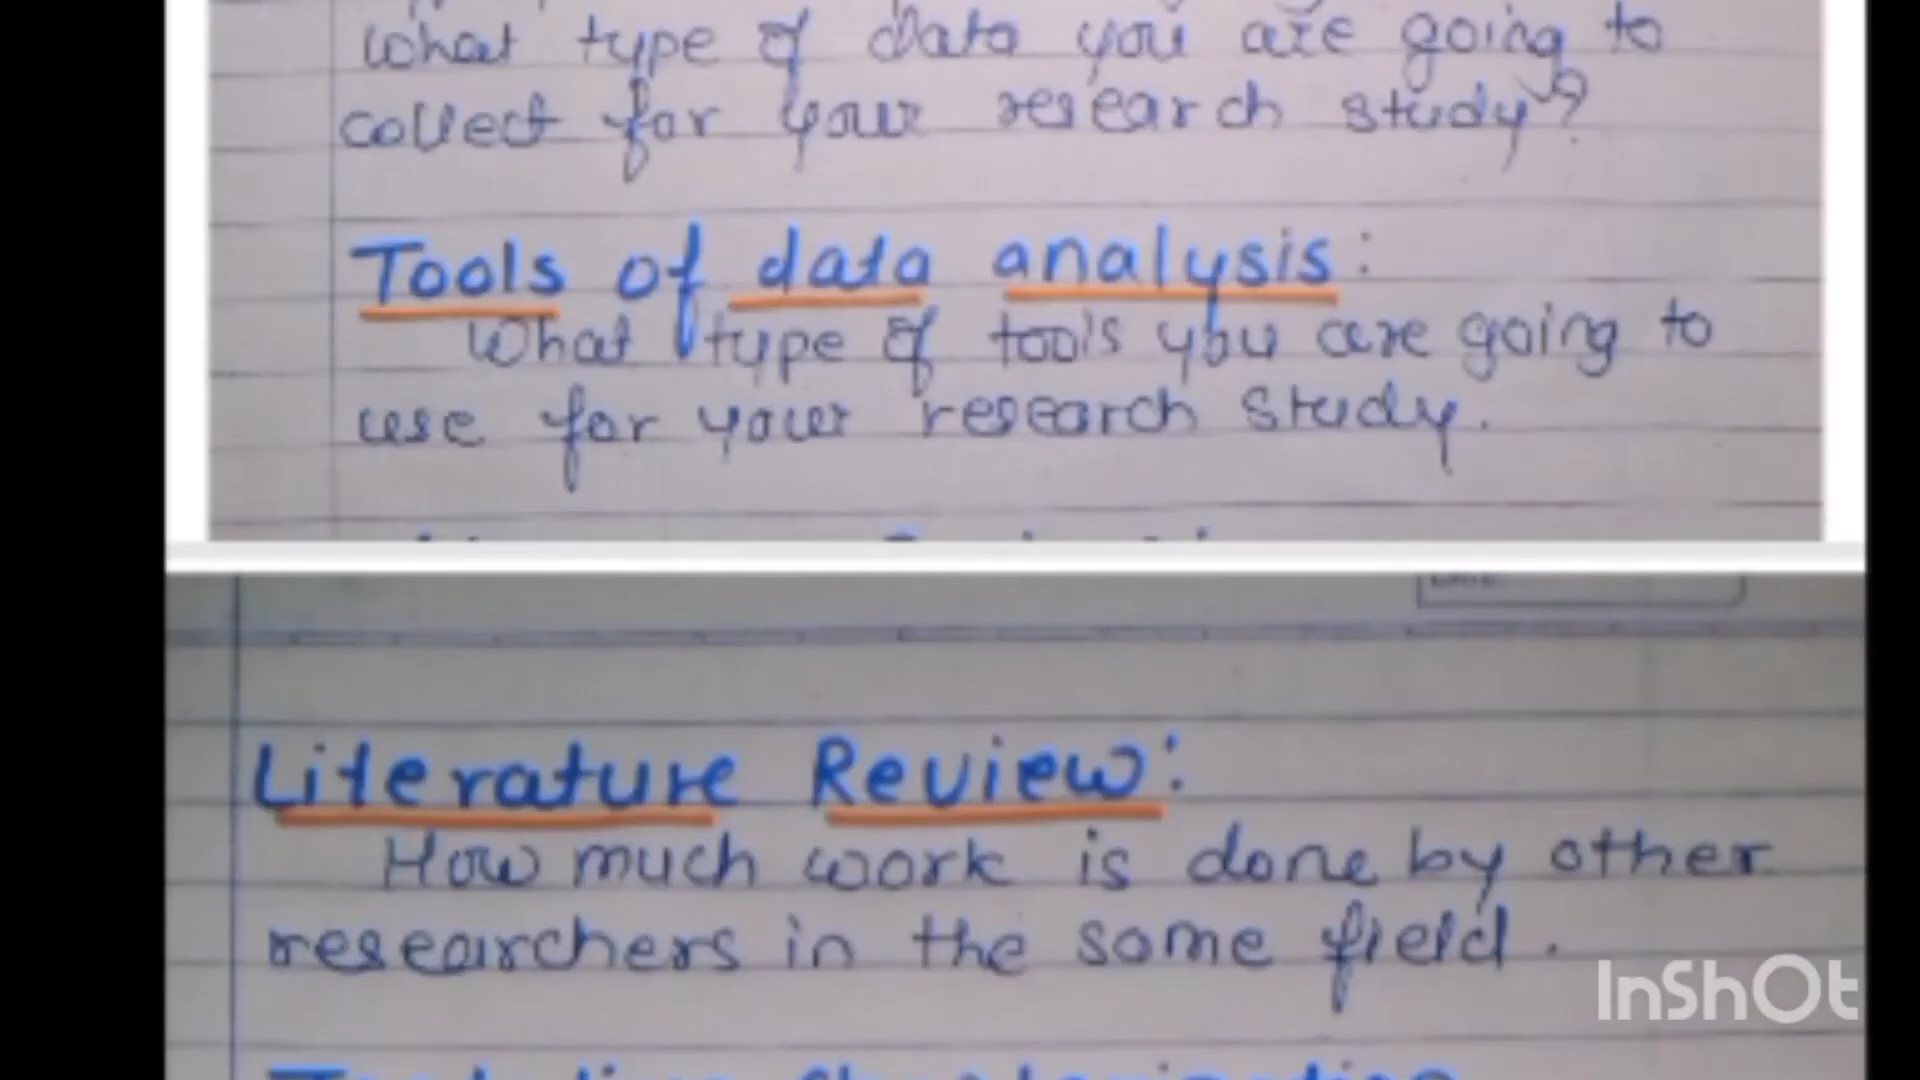 What type of data you are going to
collect for your research study?
Tools of data analysis:
What type of tools you are going to
use for your research study.
Literature Review:
How much work is done by other
researchers in the same field.
InShOt